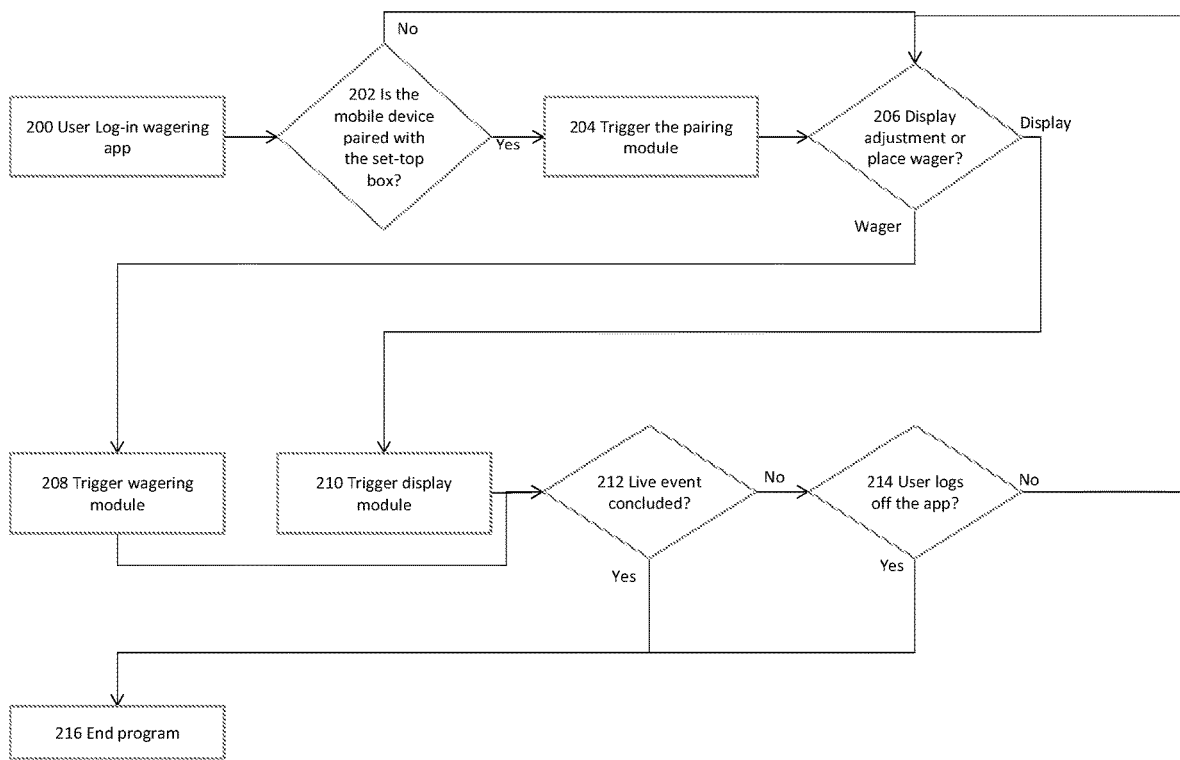 No
200 User Log-in wagering
app
202 Is the
mobile device
paired with
the set-top
box?
Yes
204 Trigger the pairing
module
206 Display
adjustment or
place wager?
Display
Wager
208 Trigger wagering
module
210 Trigger display
module
212 Live event
concluded?
No
214 User logs
off the app?
No
Yes
Yes
216 End program